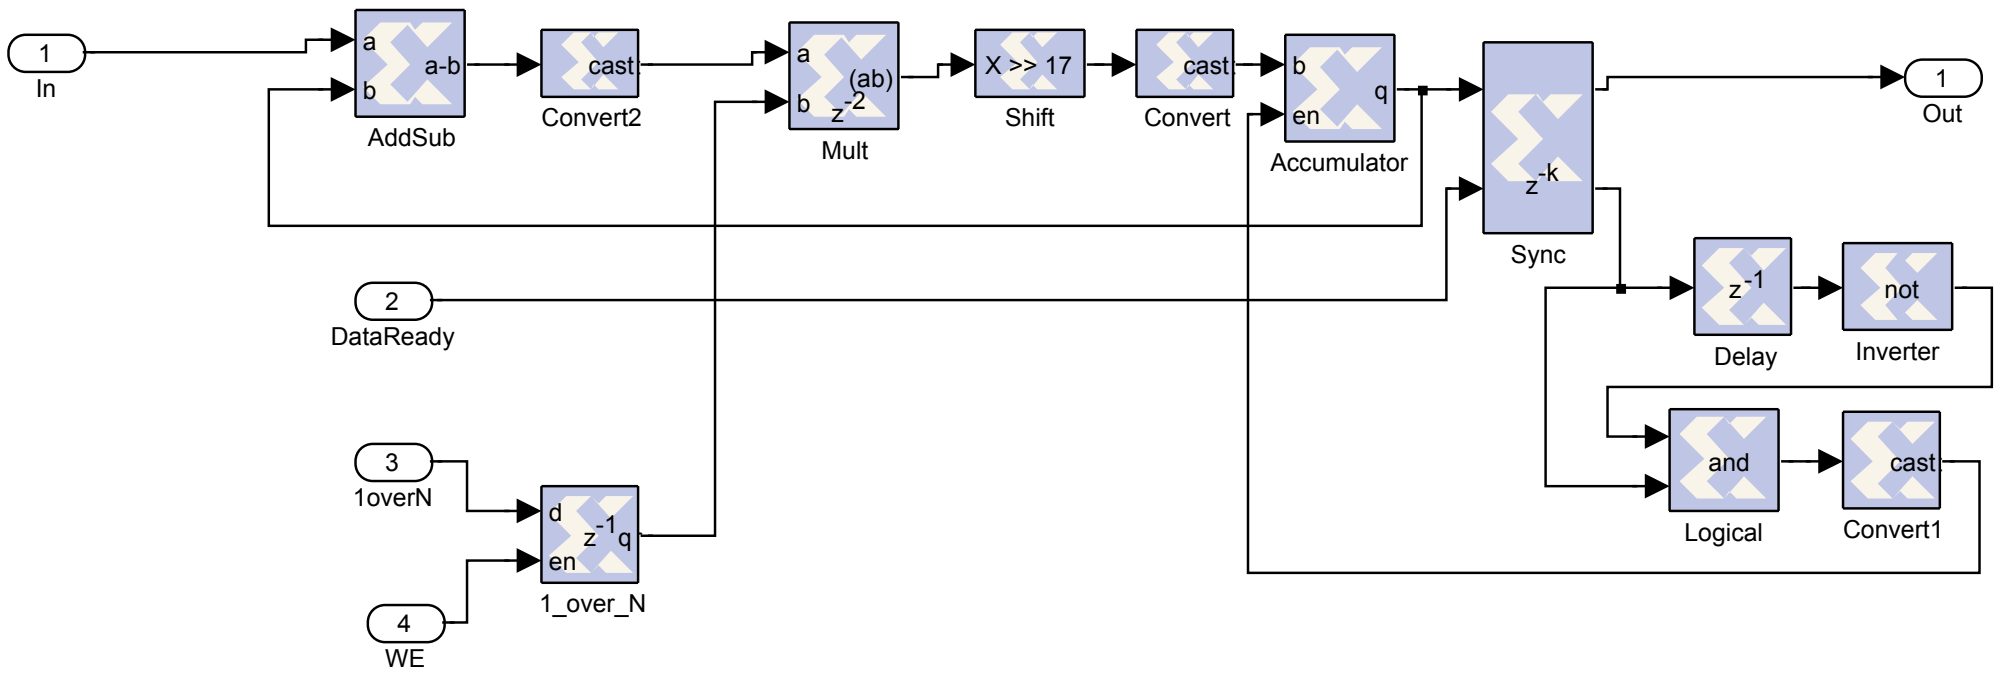 1
In
a
b
a-b
AddSub
cast
Convert2
a
b
(ab)
z-2
Mult
X >> 17
Shift
cast
Convert
b
en
q
Accumulator
z-k
Sync
1
Out
2
DataReady
z-1
Delay
not
Inverter
3
1overN
d
en
z-1
q
1_over_N
4
WE
and
Logical
cast
Convert1